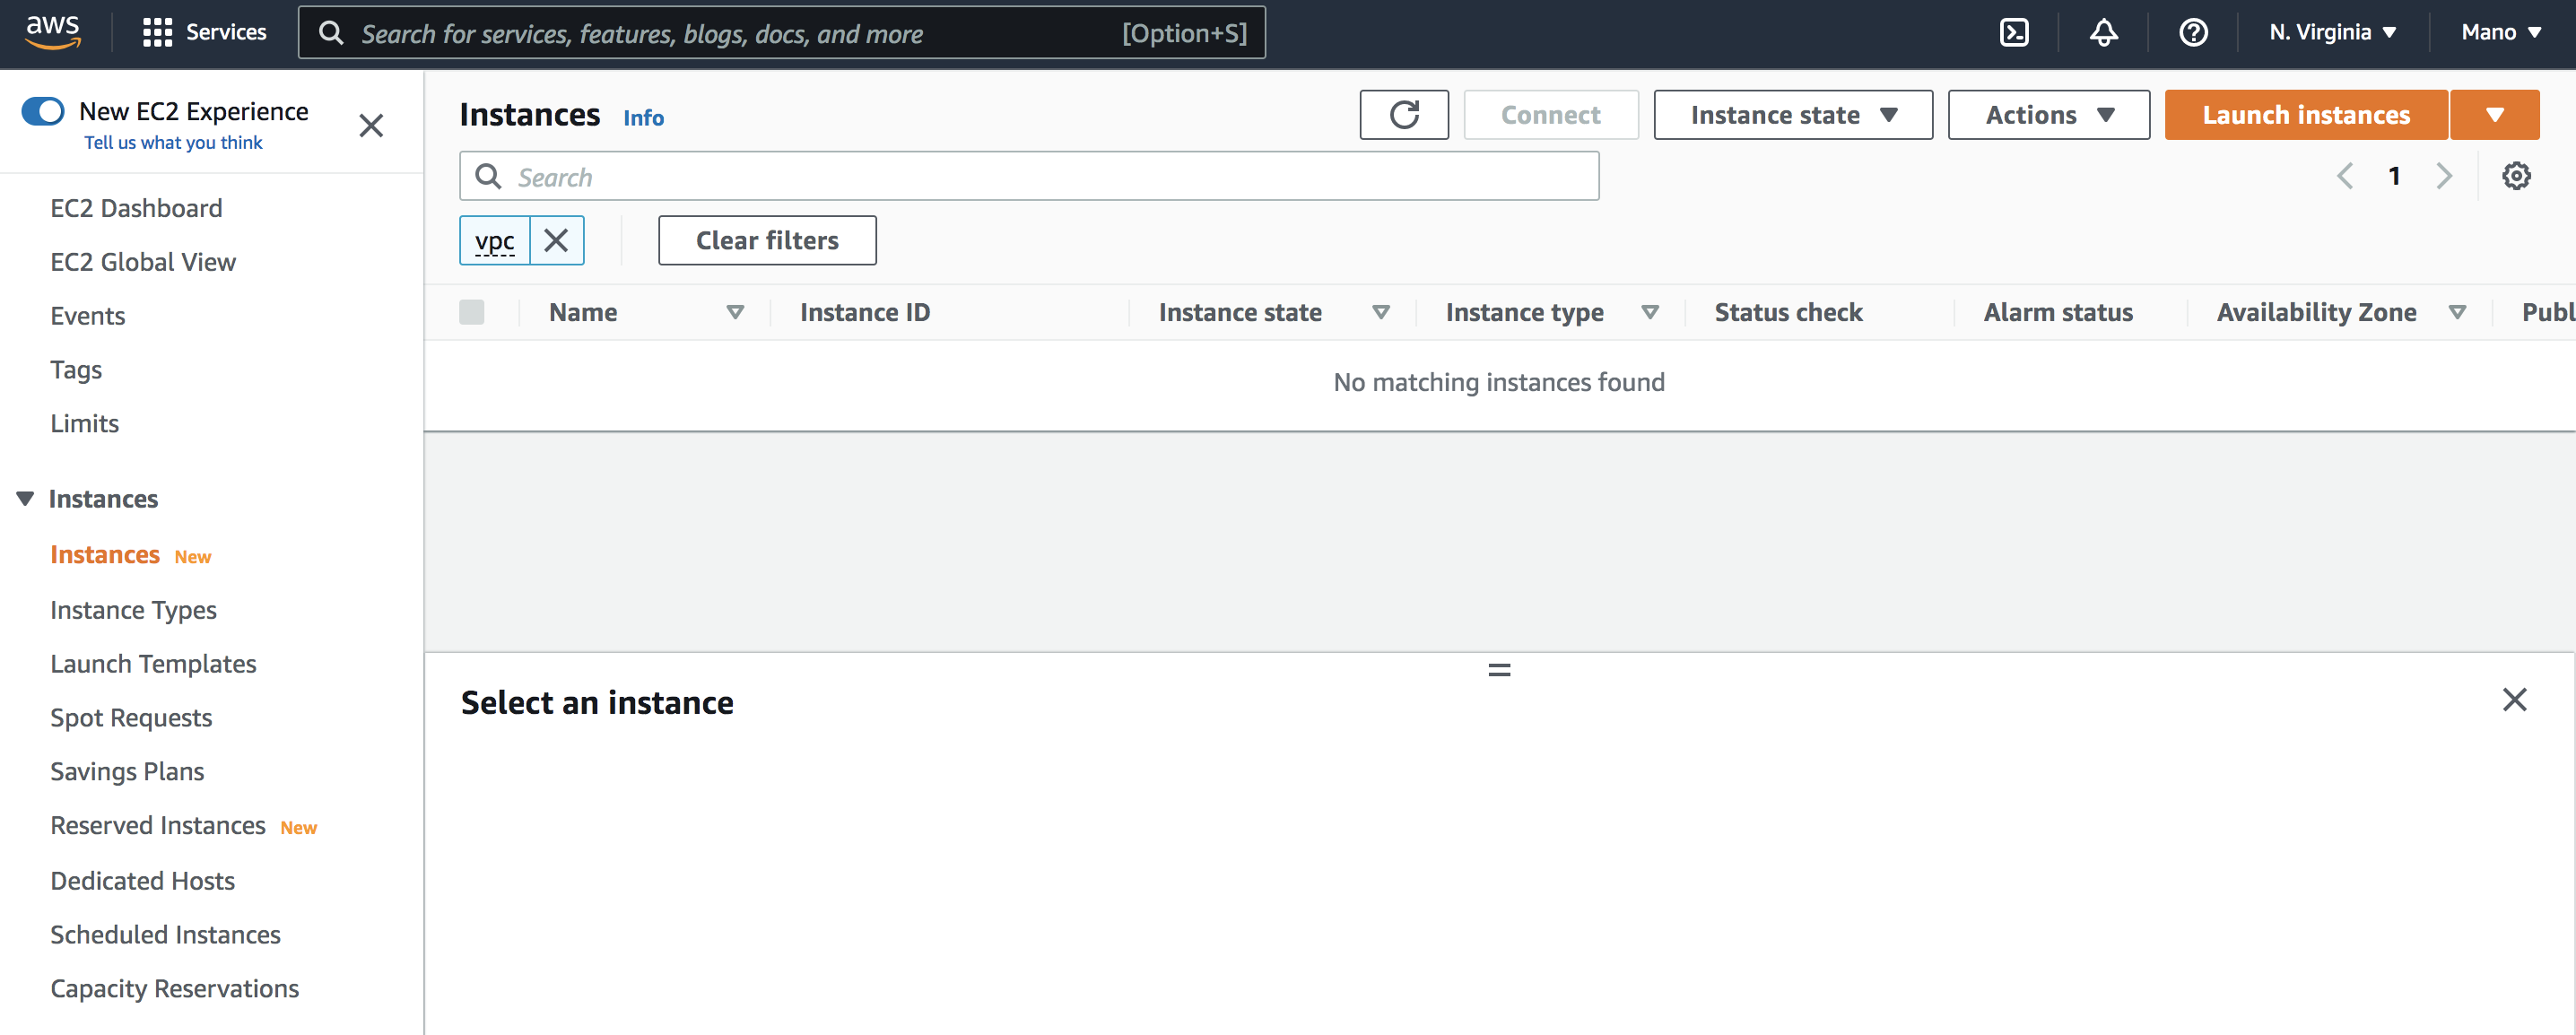 aws
Services
Search for services, features, blogs, docs, and more
[Option+S]
N. Virginia
Mano
New EC2 Experience
Tell us what you think
EC2 Dashboard
EC2 Global View
Events
Tags
Limits
Instances
Instances New
Instance Types
Launch Templates
Spot Requests
Savings Plans
Reserved Instances New
Dedicated Hosts
Scheduled Instances
Capacity Reservations
Instances Info
Connect
Instance state
Actions
Launch instances
Search
1
vpc
Clear filters
Name
Instance ID
Instance state
Instance type
Status check
Alarm status
Availability Zone
Publ
No matching instances found
Select an instance